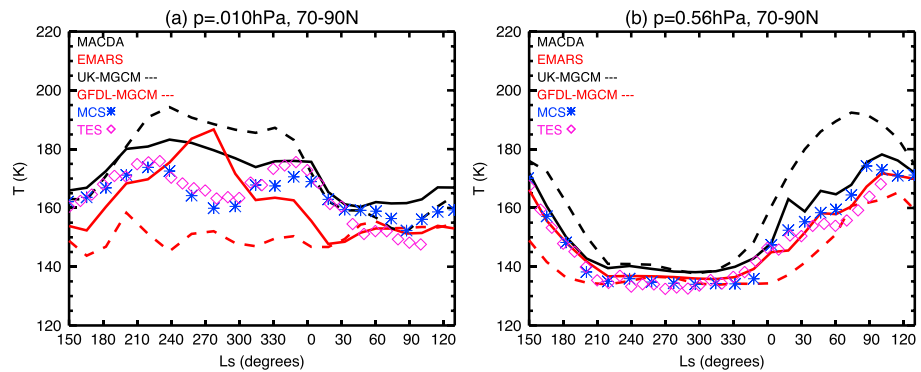 (a) p=.010hPa, 70-90N
220
200
180
160
140
120
T (K)
MACDA
EMARS
UK-MGCM ---
GFDL-MGCM ---
MCS
TES
150 180 210 240 270 300 330 0 30 60 90 120
Ls (degrees)
(b) p=0.56hPa, 70-90N
220
200
180
160
140
120
T (K)
MACDA
EMARS
UK-MGCM ---
GFDL-MGCM ---
MCS
TES
150 180 210 240 270 300 330 0 30 60 90 120
Ls (degrees)